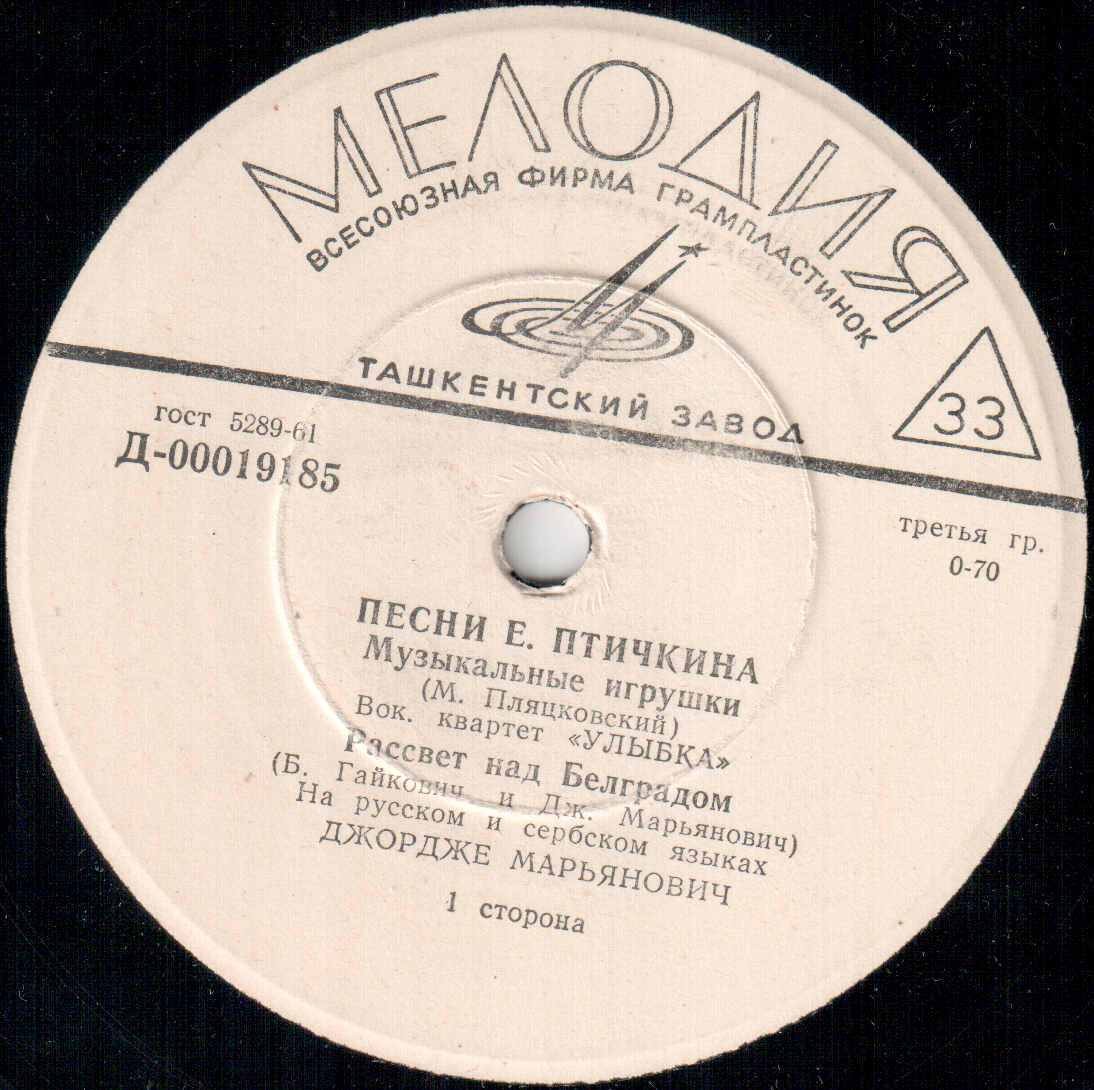 МЕЛОДИЯ
ВСЕСОЮЗНАЯ ФИРМА ГРАМПЛАСТИНОК
ТАШКЕНТСКИЙ ЗАВОД
33
гост 5289-61
Д-00019185
третья гр.
0-70
ПЕСНИ Е. ПТИЧКИНА
Музыкальные игрушки
(М. Пляцковский)
Вок. квартет «УЛЫБКА»
Рассвет над Белградом
(Б. Гайкович и Дж. Марьянович)
На русском и сербском языках
ДЖОРДЖЕ МАРЬЯНОВИЧ
1 сторона